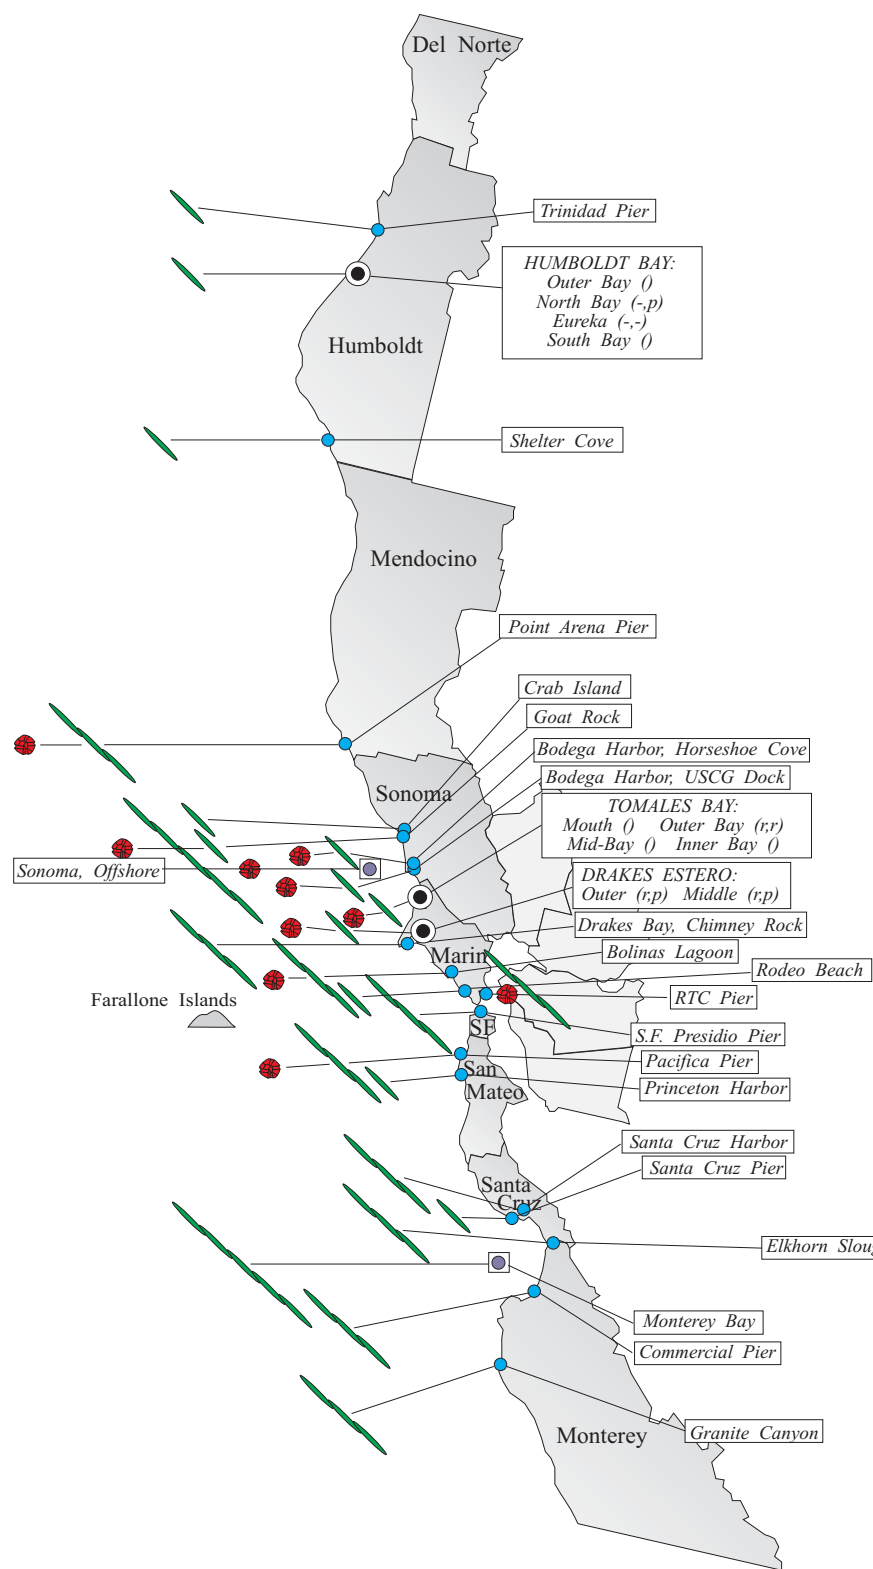 Del Norte
Trinidad Pier
HUMBOLDT BAY:
Outer Bay ()
North Bay (-,p)
Eureka (-,-)
South Bay ()
Humboldt
Shelter Cove
Mendocino
Point Arena Pier
Crab Island
Goat Rock
Bodega Harbor, Horseshoe Cove
Bodega Harbor, USCG Dock
Sonoma
TOMALES BAY:
Mouth () Outer Bay (r,r)
Mid-Bay () Inner Bay ()
Sonoma, Offshore
DRAKES ESTERO:
Outer (r,p) Middle (r,p)
Drakes Bay, Chimney Rock
Marin
Bolinas Lagoon
Rodeo Beach
Farallone Islands
RTC Pier
SF
S.F. Presidio Pier
Pacifica Pier
San
Mateo
Princeton Harbor
Santa Cruz Harbor
Santa Cruz Pier
Santa
Cruz
Elkhorn Sloug
Monterey Bay
Commercial Pier
Granite Canyon
Monterey